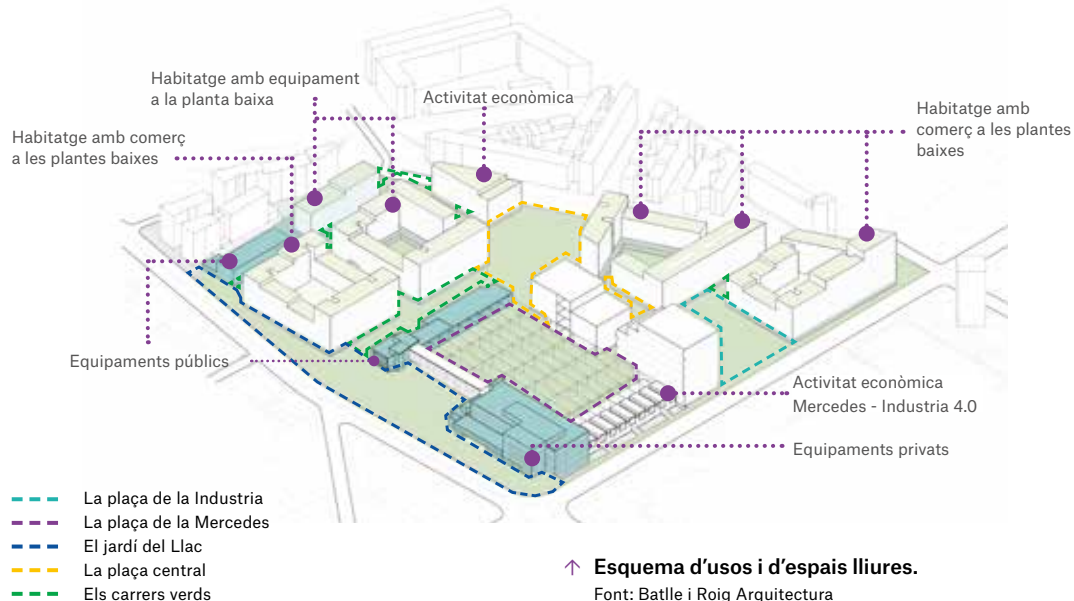 Habitatge amb equipament
a la planta baixa
Activitat econòmica
Habitatge amb
comerç a les plantes
baixes
Habitatge amb comerç
a les plantes baixes
Equipaments públics
Activitat econòmica
Mercedes - Industria 4.0
Equipaments privats
La plaça de la Industria
La plaça de la Mercedes
El jardí del Llac
La plaça central
Els carrers verds
↑ Esquema d'usos i d'espais lliures.
Font: Batlle i Roig Arquitectura